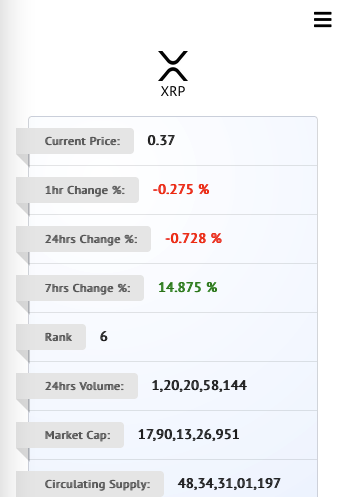 XRP
Current Price: 0.37
1hr Change %: -0.275 %
24hrs Change %: -0.728 %
7hrs Change %: 14.875 %
Rank 6
24hrs Volume: 1,20,20,58,144
Market Cap: 17,90,13,26,951
Circulating Supply: 48,34,31,01,197